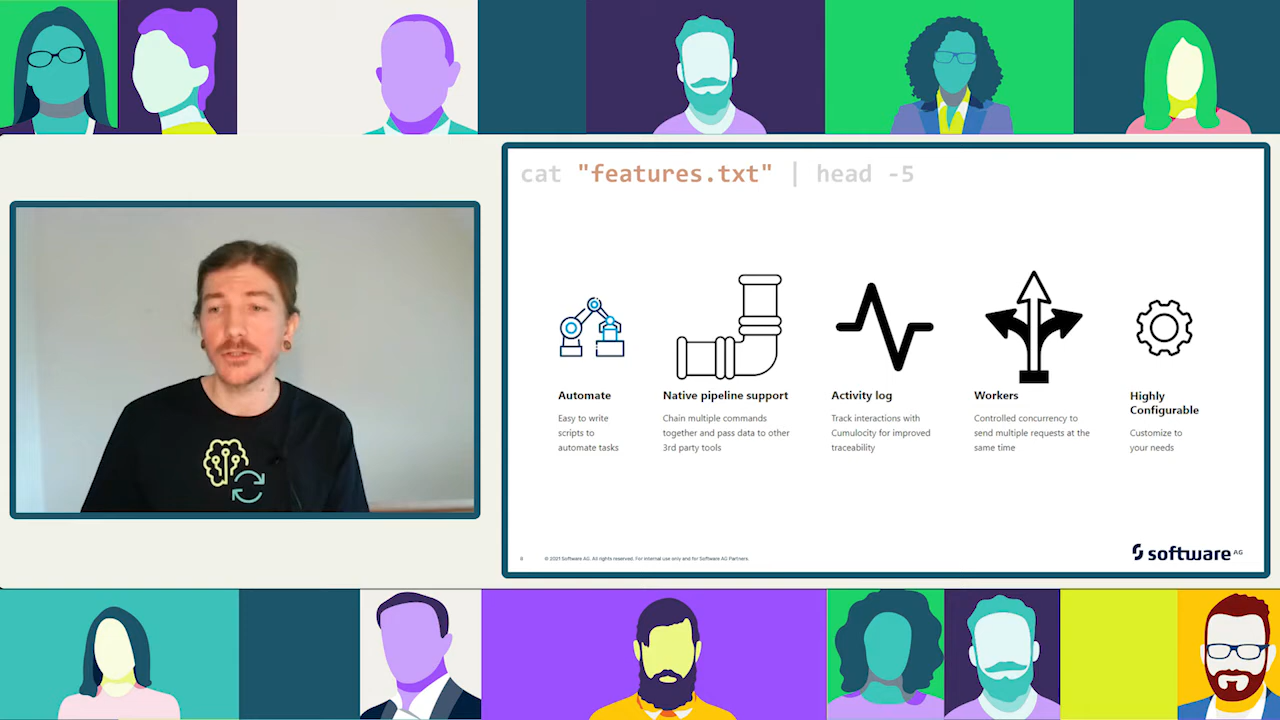 cat "features.txt" | head -5
Automate
Easy to write
scripts to
automate tasks
Native pipeline support
Chain multiple commands
together and pass data to other
3rd party tools
Activity log
Track interactions with
Cumulocity for improved
traceability
Workers
Controlled concurrency to
send multiple requests at the
same time
Highly
Configurable
Customize to
your needs
© 2021 Software AG. All rights reserved. For internal use only and for Software AG Partners.
software AG